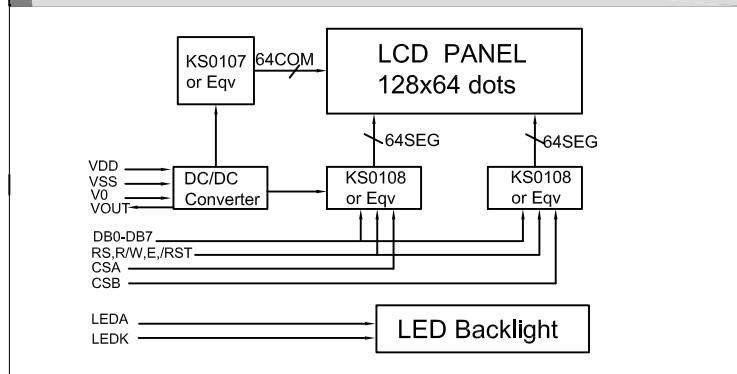 KS0107
or Eqv
64COM
LCD PANEL
128x64 dots
64SEG
64SEG
VDD
VSS
V0
VOUT
DC/DC
Converter
KS0108
or Eqv
KS0108
or Eqv
DB0-DB7
RS,R/W,E,/RST
CSA
CSB
LEDA
LEDK
LED Backlight